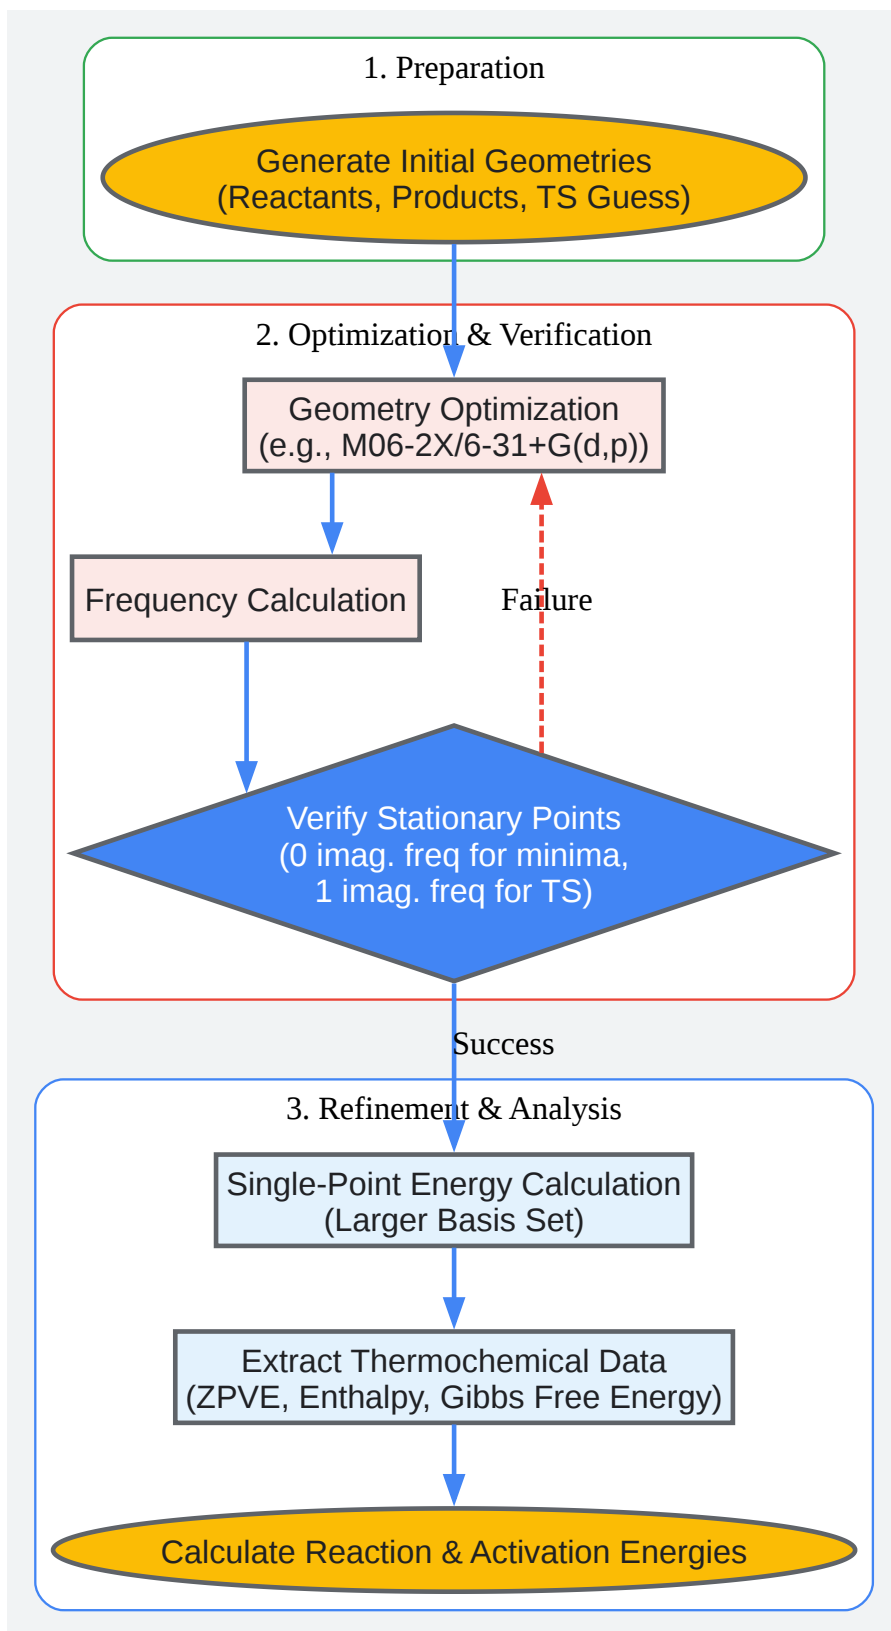 1. Preparation
Generate Initial Geometries
(Reactants, Products, TS Guess)
2. Optimization & Verification
Geometry Optimization
(e.g., M06-2X/6-31+G(d,p))
Frequency Calculation
Failure
Verify Stationary Points
(0 imag. freq for minima,
1 imag. freq for TS)
Success
3. Refinement & Analysis
Single-Point Energy Calculation
(Larger Basis Set)
Extract Thermochemical Data
(ZPVE, Enthalpy, Gibbs Free Energy)
Calculate Reaction & Activation Energies